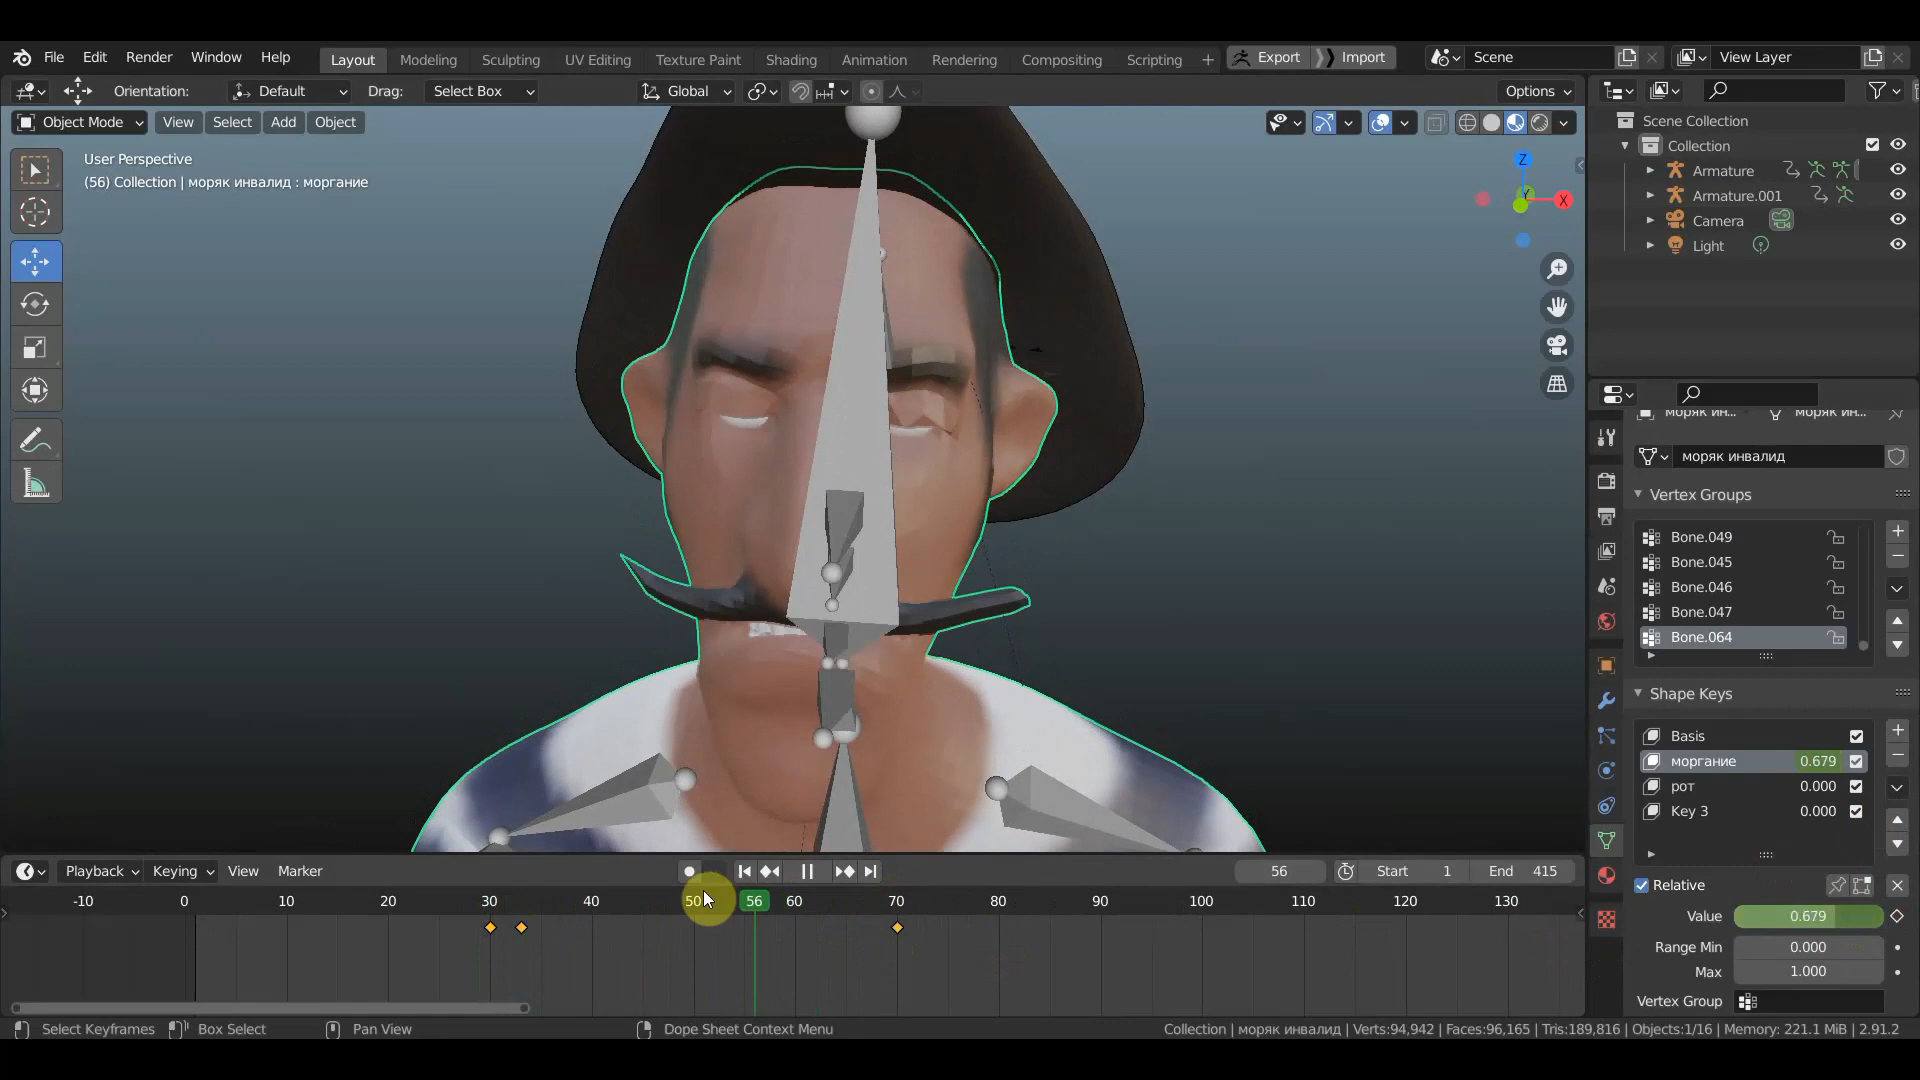 File Edit Render Window Help Layout Modeling Sculpting UV Editing Texture Paint Shading Animation Rendering Compositing Scripting + Export Import Scene View Layer
Orientation: Default Drag: Select Box Global Options
Object Mode View Select Add Object
User Perspective
(56) Collection | моряк инвалид : моргание
Z
Y
X
Scene Collection
Collection
Armature
Armature.001
Camera
Light
моряк ин... моряк ин...
моряк инвалид
Vertex Groups
Bone.049
Bone.045
Bone.046
Bone.047
Bone.064
Shape Keys
Basis
моргание 0.679
рот 0.000
Key 3 0.000
Relative
Value 0.679
Range Min 0.000
Max 1.000
Vertex Group
Playback Keying View Marker 56 Start 1 End 415
-10 0 10 20 30 40 50 56 60 70 80 90 100 110 120 130
Select Keyframes Box Select Pan View Dope Sheet Context Menu Collection | моряк инвалид | Verts:94,942 | Faces:96,165 | Tris:189,816 | Objects:1/16 | Memory: 221.1 MiB | 2.91.2